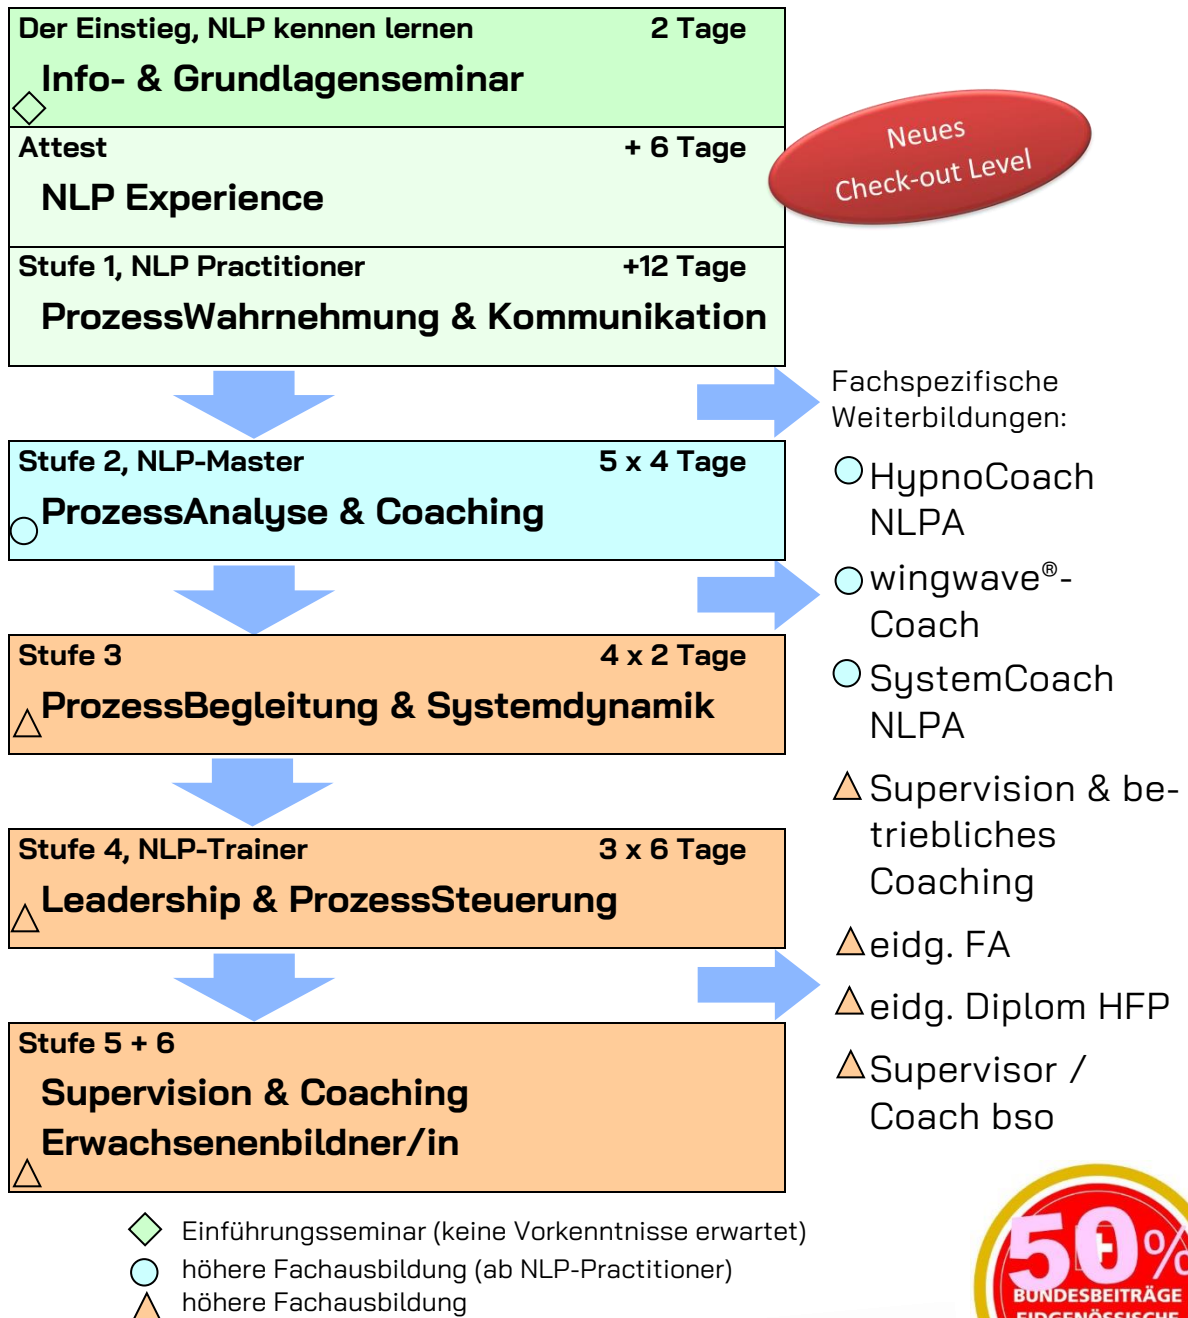 Der Einstieg, NLP kennen lernen 2 Tage
Info- & Grundlagenseminar
Attest + 6 Tage
NLP Experience
Neues
Check-out Level
Stufe 1, NLP Practitioner +12 Tage
ProzessWahrnehmung & Kommunikation
Fachspezifische
Weiterbildungen:
Stufe 2, NLP-Master 5 x 4 Tage
ProzessAnalyse & Coaching
HypnoCoach
NLPA
wingwave®-
Coach
SystemCoach
NLPA
Stufe 3 4 x 2 Tage
ProzessBegleitung & Systemdynamik
Supervision & be-
triebliches
Coaching
Stufe 4, NLP-Trainer 3 x 6 Tage
Leadership & ProzessSteuerung
eidg. FA
eidg. Diplom HFP
Supervisor /
Coach bso
Stufe 5 + 6
Supervision & Coaching
Erwachsenenbildner/in
Einführungsseminar (keine Vorkenntnisse erwartet)
höhere Fachausbildung (ab NLP-Practitioner)
höhere Fachausbildung
50%
BUNDESBEITRÄGE
EIDGENÖSSISCHE